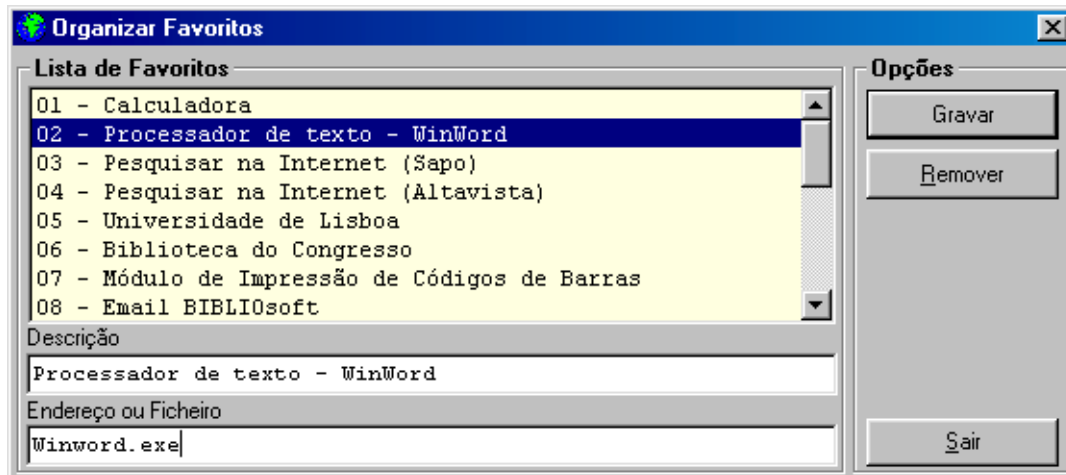 Organizar Favoritos
Lista de Favoritos
01 - Calculadora
02 - Processador de texto - WinWord
03 - Pesquisar na Internet (Sapo)
04 - Pesquisar na Internet (Altavista)
05 - Universidade de Lisboa
06 - Biblioteca do Congresso
07 - Módulo de Impressão de Códigos de Barras
08 - Email BIBLIOsoft
Descrição
Processador de texto - WinWord
Endereço ou Ficheiro
Winword.exe
Opções
Gravar
Remover
Sair